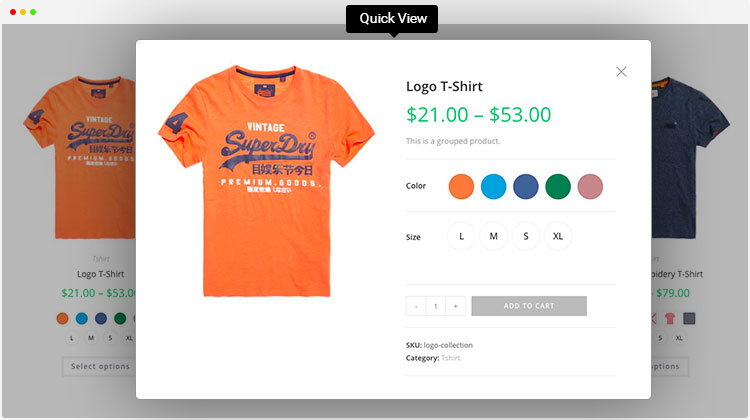 Quick View
Logo T-Shirt
$21.00 – $53.00
This is a grouped product.
Color
Size L M S XL
- 1 + ADD TO CART
SKU: logo-collection
Category: Tshirt
4
VINTAGE
SuperDry®
PREMIUM.GOODS.
Tshirt
Logo T-Shirt
$21.00 – $53.00
L M S XL
Select options
oidery T-Shirt
$79.00
S XL
options